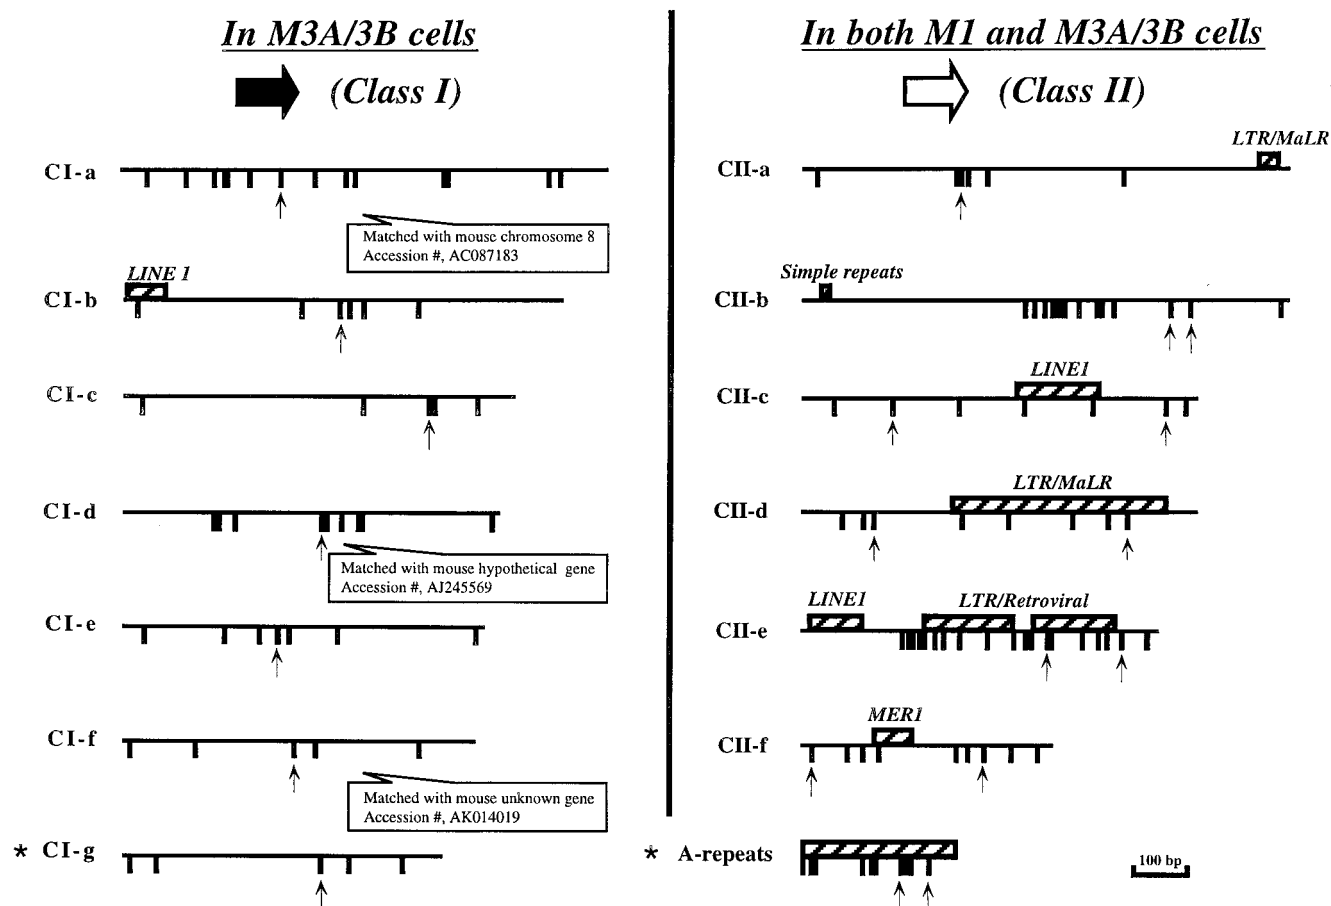 In M3A/3B cells
(Class I)
CI-a
Matched with mouse chromosome 8
Accession #, AC087183
LINE 1
CI-b
CI-c
CI-d
Matched with mouse hypothetical gene
Accession #, AJ245569
CI-e
CI-f
Matched with mouse unknown gene
Accession #, AK014019
* CI-g
In both M1 and M3A/3B cells
(Class II)
LTR/MaLR
CII-a
Simple repeats
CII-b
LINE1
CII-c
LTR/MaLR
CII-d
LINE1
LTR/Retroviral
CII-e
MER1
CII-f
* A-repeats
100 bp